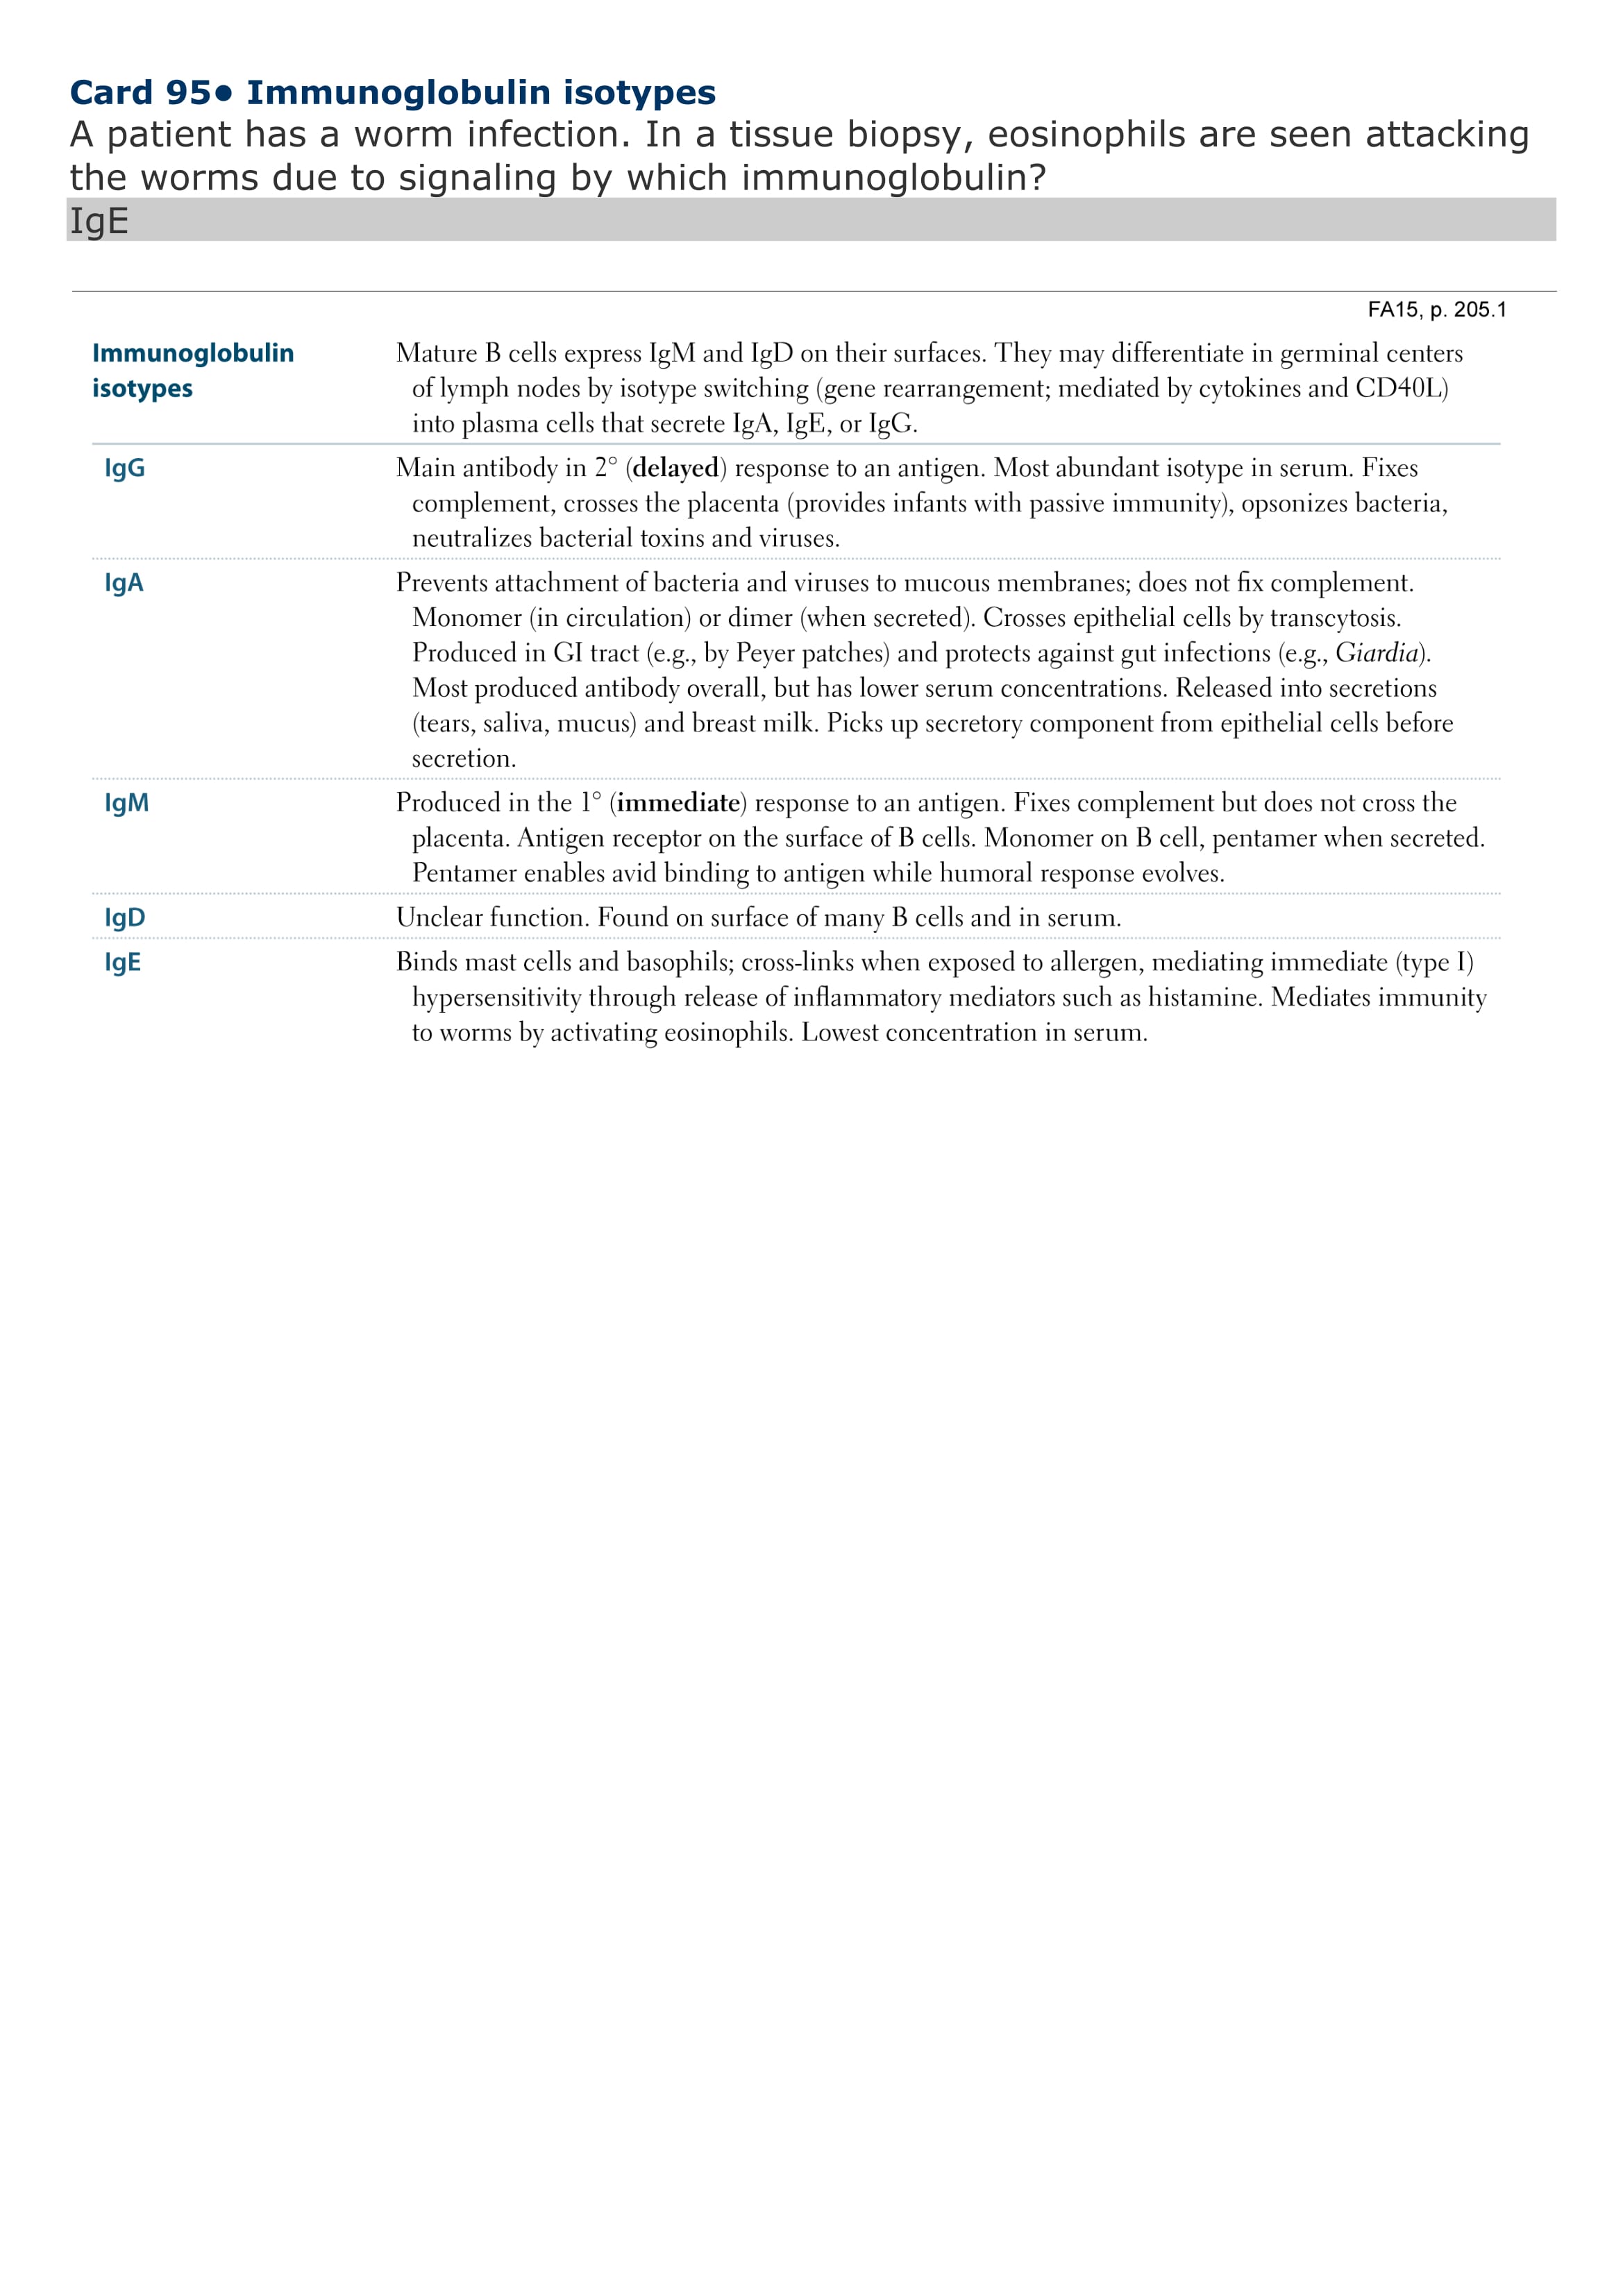 Card 95● Immunoglobulin isotypes
A patient has a worm infection. In a tissue biopsy, eosinophils are seen attacking
the worms due to signaling by which immunoglobulin?
IgE
FA15, p. 205.1
Immunoglobulin
isotypes
Mature B cells express IgM and IgD on their surfaces. They may differentiate in germinal centers
of lymph nodes by isotype switching (gene rearrangement; mediated by cytokines and CD40L)
into plasma cells that secrete IgA, IgE, or IgG.
IgG
Main antibody in 2° (delayed) response to an antigen. Most abundant isotype in serum. Fixes
complement, crosses the placenta (provides infants with passive immunity), opsonizes bacteria,
neutralizes bacterial toxins and viruses.
IgA
Prevents attachment of bacteria and viruses to mucous membranes; does not fix complement.
Monomer (in circulation) or dimer (when secreted). Crosses epithelial cells by transcytosis.
Produced in GI tract (e.g., by Peyer patches) and protects against gut infections (e.g., Giardia).
Most produced antibody overall, but has lower serum concentrations. Released into secretions
(tears, saliva, mucus) and breast milk. Picks up secretory component from epithelial cells before
secretion.
IgM
Produced in the 1° (immediate) response to an antigen. Fixes complement but does not cross the
placenta. Antigen receptor on the surface of B cells. Monomer on B cell, pentamer when secreted.
Pentamer enables avid binding to antigen while humoral response evolves.
IgD
Unclear function. Found on surface of many B cells and in serum.
IgE
Binds mast cells and basophils; cross-links when exposed to allergen, mediating immediate (type I)
hypersensitivity through release of inflammatory mediators such as histamine. Mediates immunity
to worms by activating eosinophils. Lowest concentration in serum.